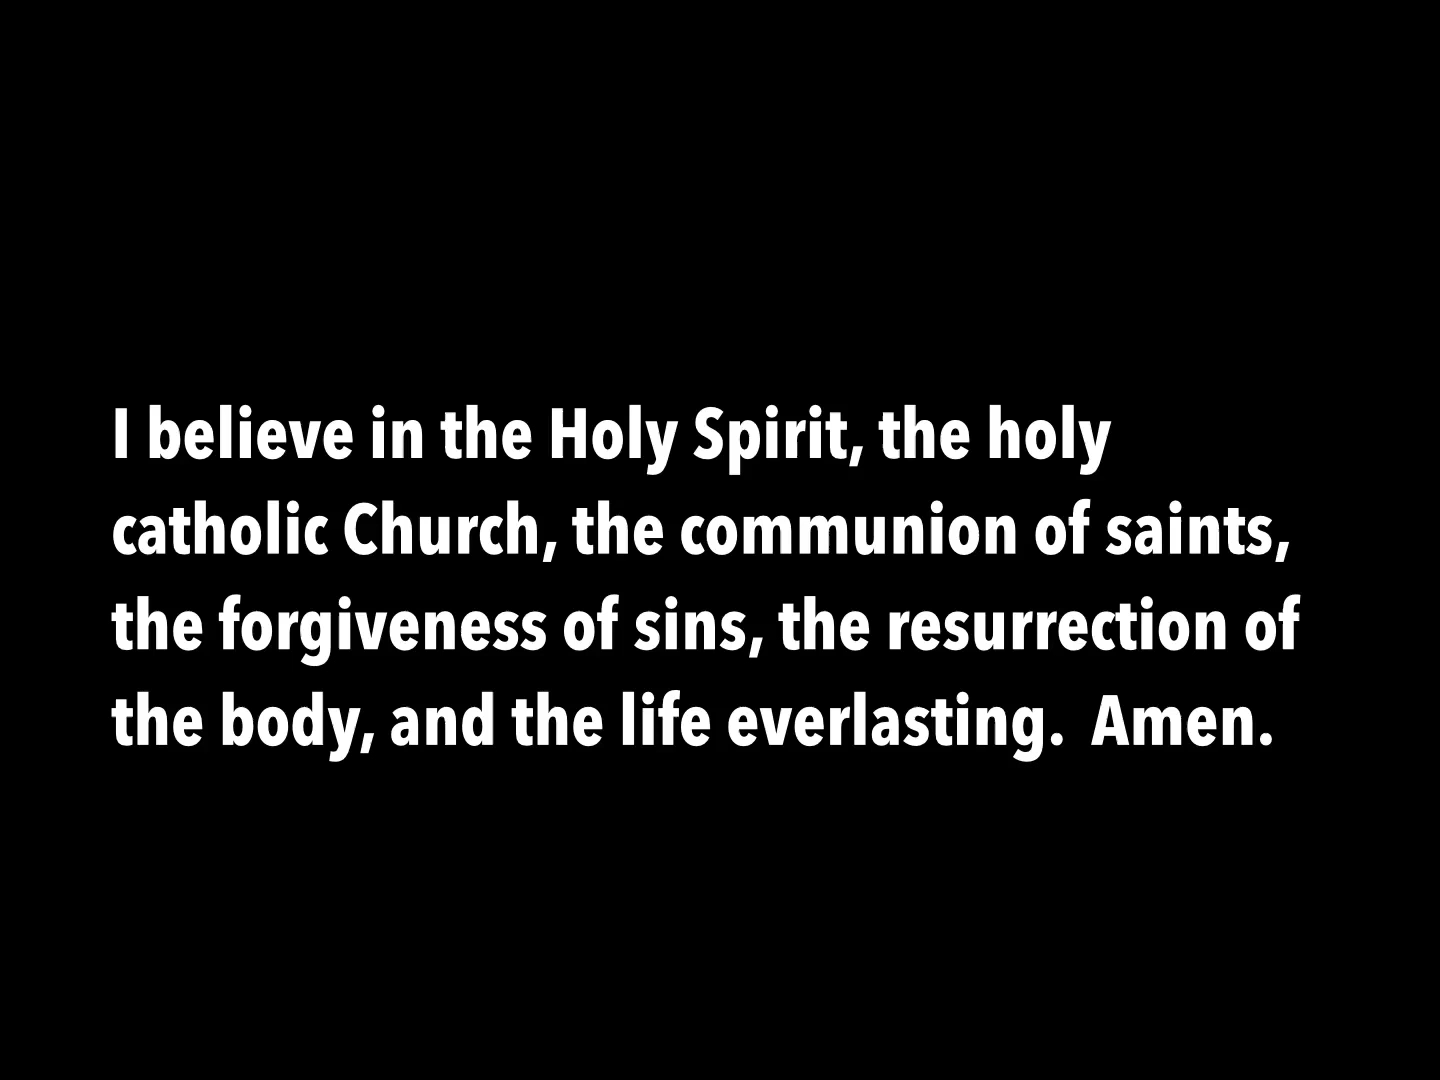 I believe in the Holy Spirit, the holy
catholic Church, the communion of saints,
the forgiveness of sins, the resurrection of
the body, and the life everlasting.  Amen.